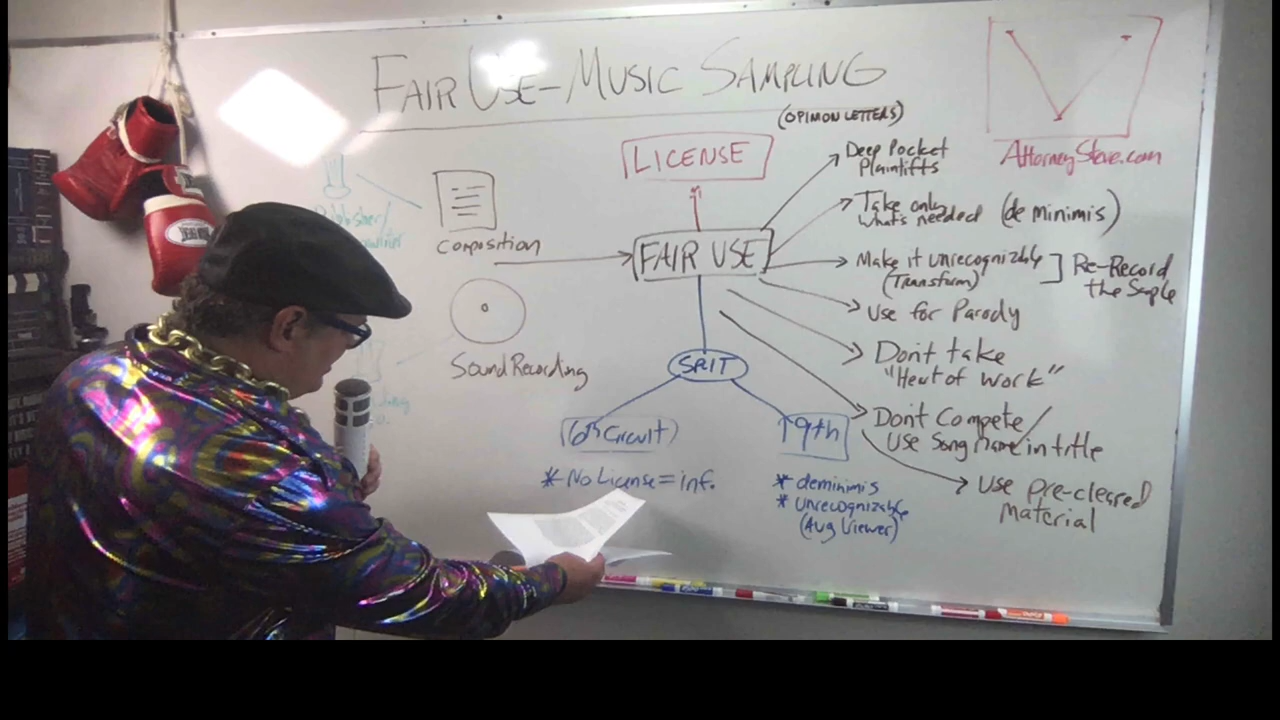 FAIR USE - MUSIC SAMPLING
(OPINION LETTERS)
AttorneySteve.com
LICENSE
Composition
FAIR USE
Sound Recording
Deep Pocket
Plaintifts
Take only
what's needed (de minimis)
Make it unrecognizable
(Transform)
Re-Record
the Sample
Use for Parody
Don't take
"Heart of Work"
Don't Compete/
Use Song name in title
Use pre-cleared
Material
SPLIT
6th Circuit
* No License = inf.
9th
* deminimis
* unrecognizable
(Avg Viewer)